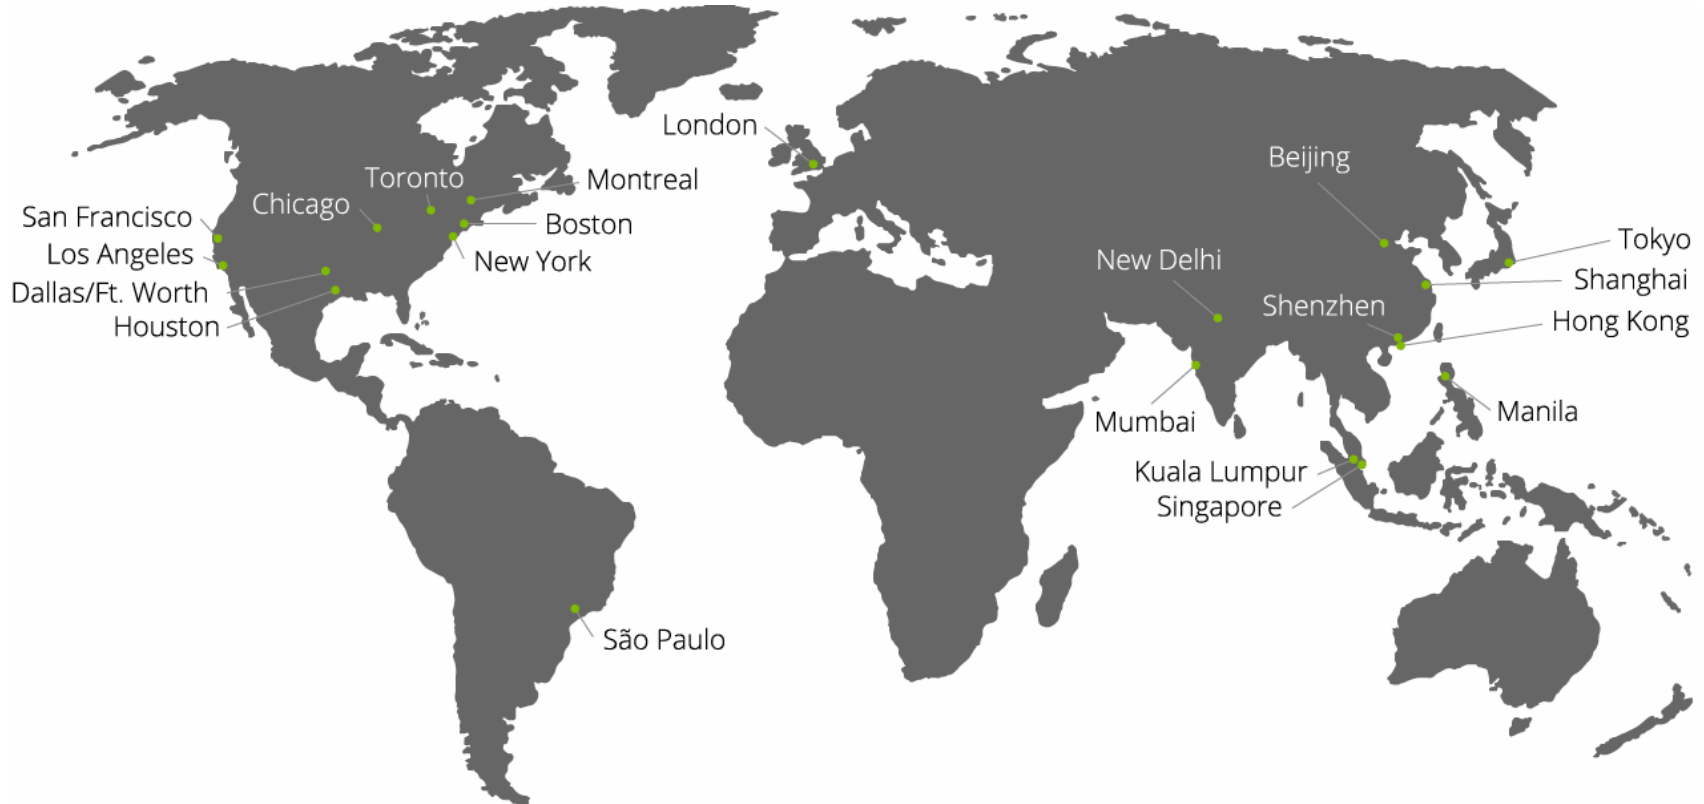 London
Toronto
Montreal
Chicago
San Francisco
Boston
Los Angeles
New York
Dallas/Ft. Worth
Houston
São Paulo
Beijing
Tokyo
New Delhi
Shanghai
Shenzhen
Hong Kong
Mumbai
Manila
Kuala Lumpur
Singapore